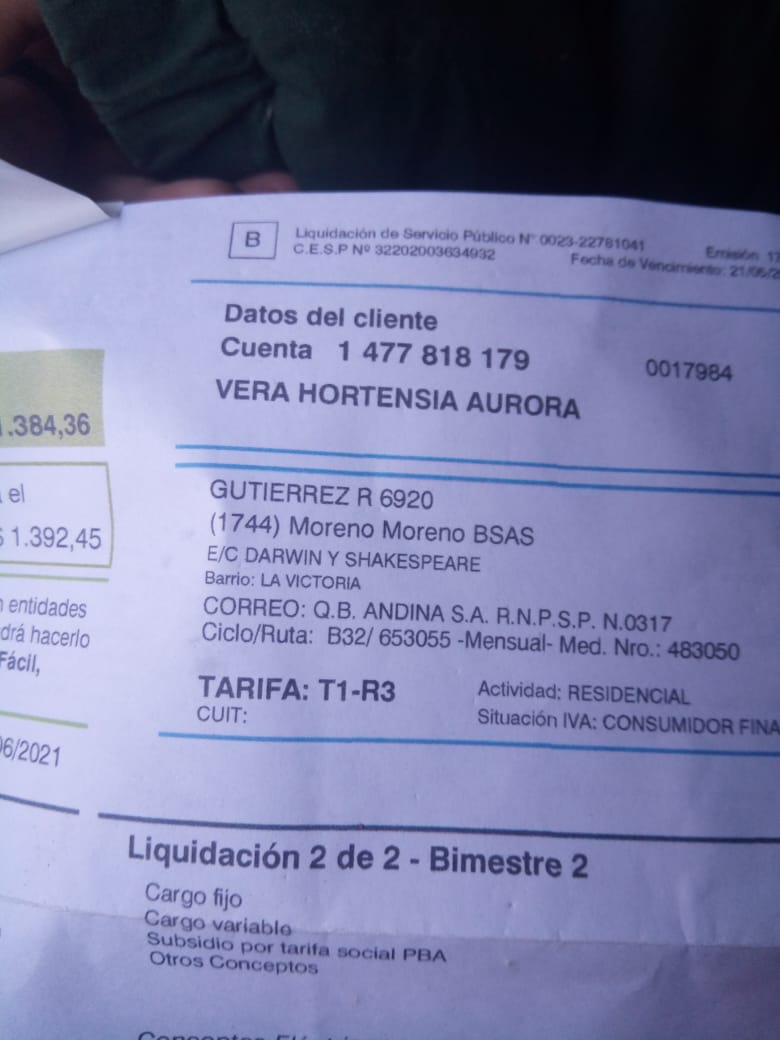 B
Liquidación de Servicio Público N° 0023-22781041
C.E.S.P Nº 32202003634932
Emisión 17
Fecha de Vencimiento: 21/05/2
Datos del cliente
Cuenta 1 477 818 179
0017984
VERA HORTENSIA AURORA
1.384,36
el
$ 1.392,45
entidades
drá hacerlo
Fácil,
06/2021
GUTIERREZ R 6920
(1744) Moreno Moreno BSAS
E/C DARWIN Y SHAKESPEARE
Barrio: LA VICTORIA
CORREO: Q.B. ANDINA S.A. R.N.P.S.P. N.0317
Ciclo/Ruta: B32/ 653055 -Mensual- Med. Nro.: 483050
TARIFA: T1-R3
Actividad: RESIDENCIAL
CUIT:
Situación IVA: CONSUMIDOR FINA
Liquidación 2 de 2 - Bimestre 2
Cargo fijo
Cargo variable
Subsidio por tarifa social PBA
Otros Conceptos